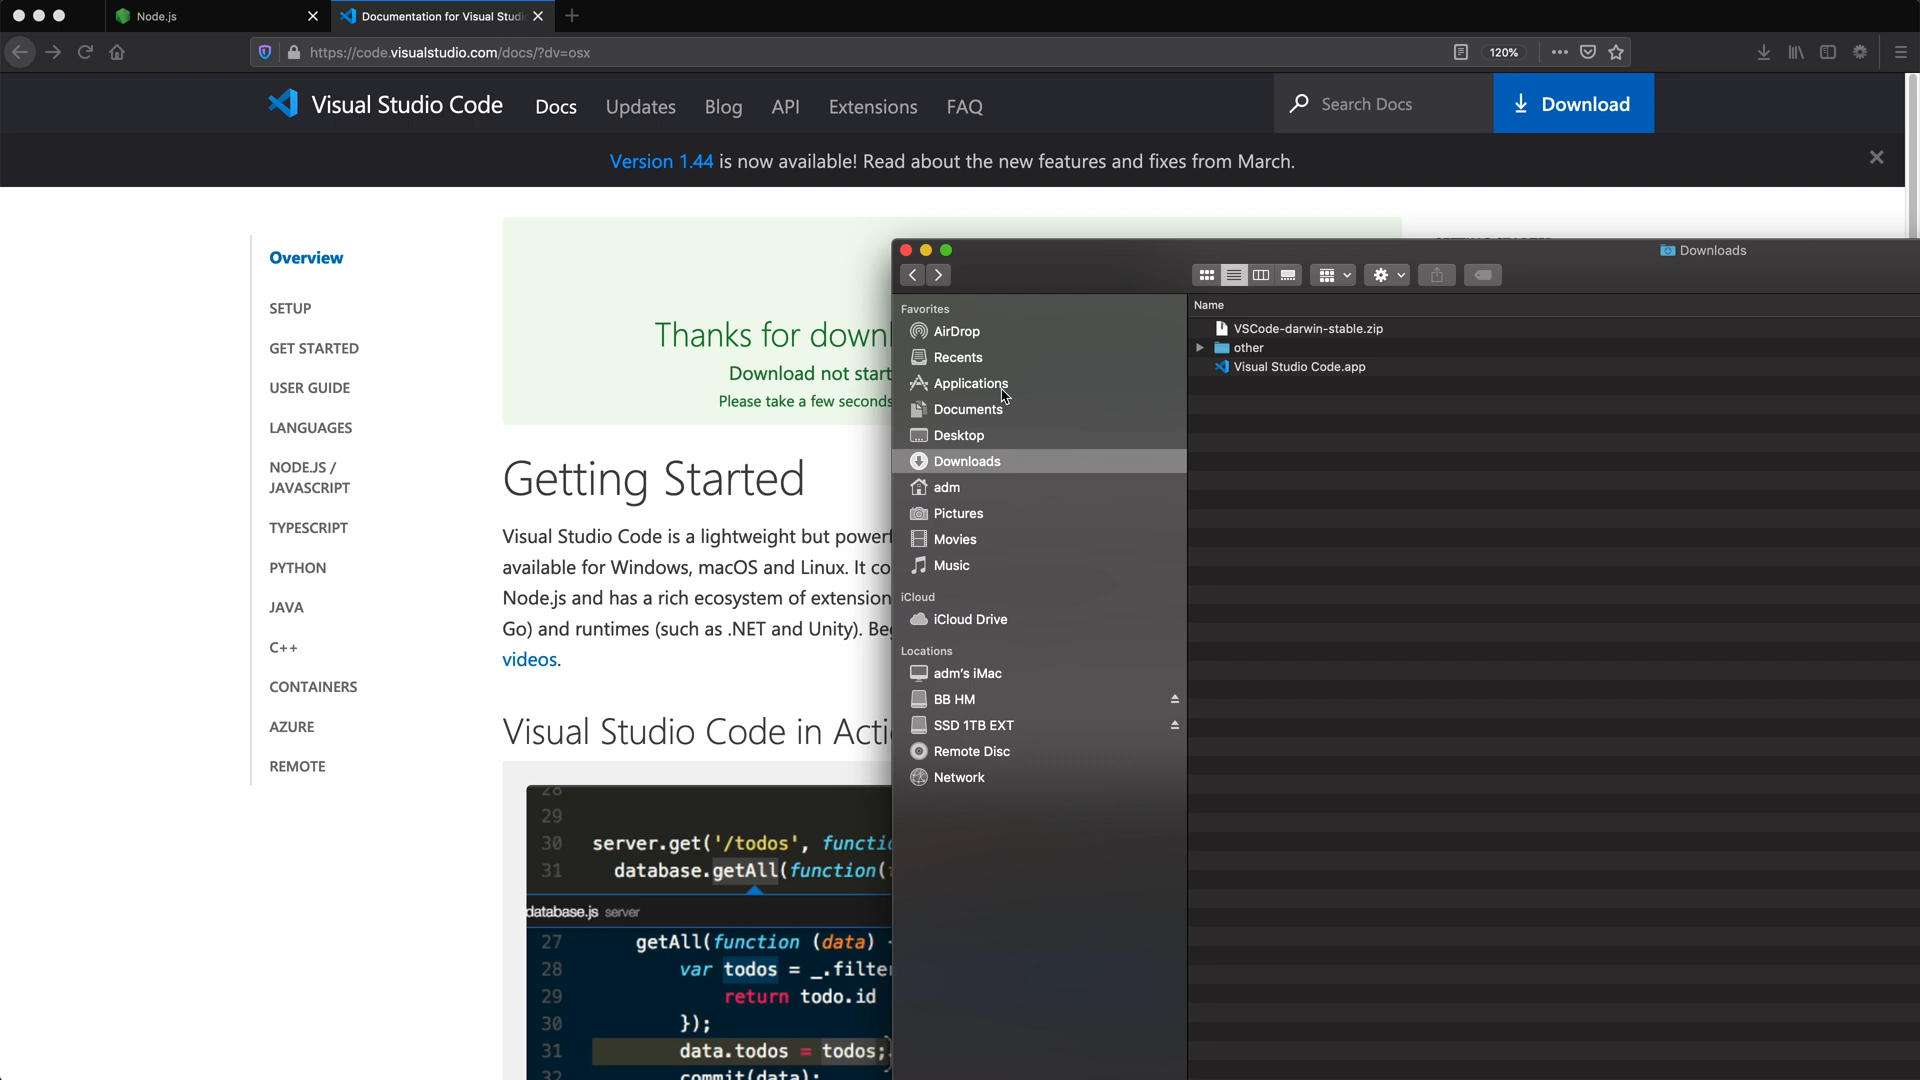 Node.js
Documentation for Visual Studi
https://code.visualstudio.com/docs/?dv=osx
120%
Visual Studio Code
Docs
Updates
Blog
API
Extensions
FAQ
Search Docs
Download
Version 1.44 is now available! Read about the new features and fixes from March.
Overview
SETUP
GET STARTED
USER GUIDE
LANGUAGES
NODE.JS /
JAVASCRIPT
TYPESCRIPT
PYTHON
JAVA
C++
CONTAINERS
AZURE
REMOTE
Thanks for downl
Download not start
Please take a few seconds
Getting Started
Visual Studio Code is a lightweight but powerf
available for Windows, macOS and Linux. It co
Node.js and has a rich ecosystem of extension
Go) and runtimes (such as .NET and Unity). Be
videos.
Visual Studio Code in Acti
28
29
30 server.get('/todos', functio
31 database.getAll(function(
database.js server
27 getAll(function (data)
28 var todos = _.filter
29 return todo.id
30 });
31 data.todos = todos;
32 commit(data);
Downloads
Favorites
AirDrop
Recents
Applications
Documents
Desktop
Downloads
adm
Pictures
Movies
Music
iCloud
iCloud Drive
Locations
adm's iMac
BB HM
SSD 1TB EXT
Remote Disc
Network
Name
VSCode-darwin-stable.zip
other
Visual Studio Code.app